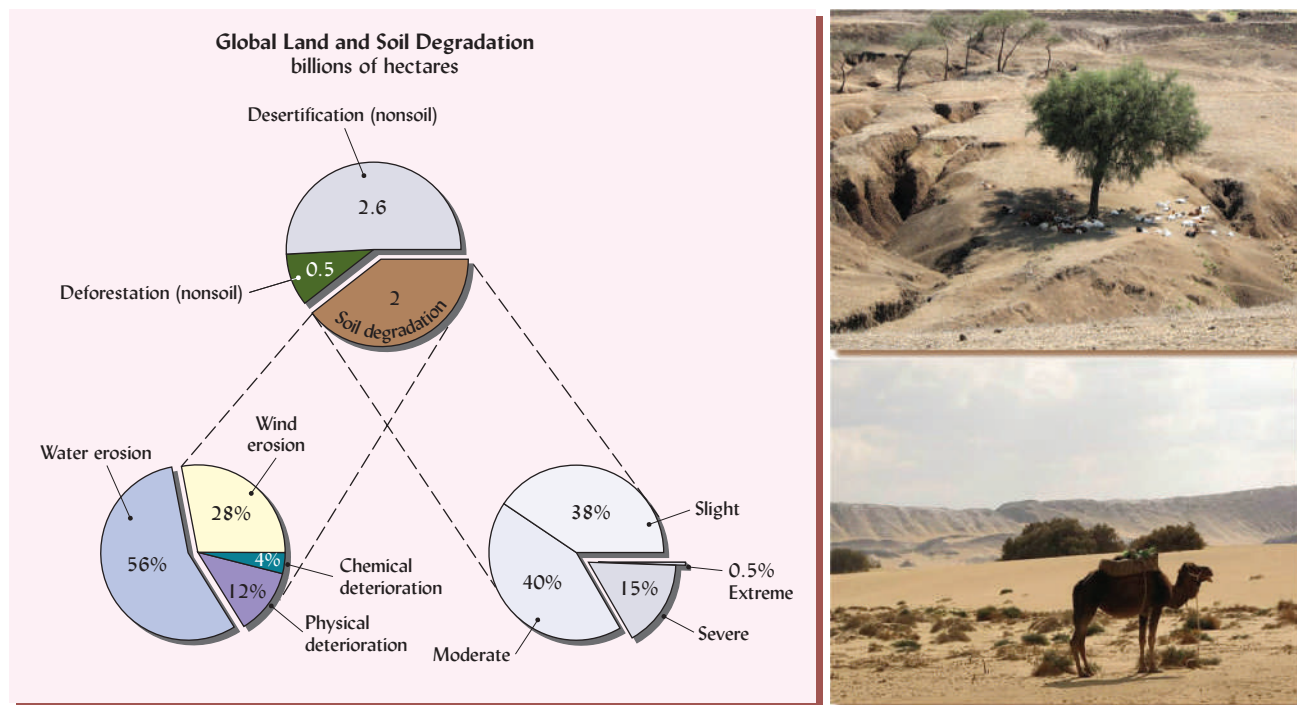 Global Land and Soil Degradation
billions of hectares
Desertification (nonsoil)
2.6
0.5
Deforestation (nonsoil)
2
Soil degradation
Wind
erosion
Water erosion
28%
56%
4%
12%
Chemical
deterioration
Physical
deterioration
38%
Slight
40%
15%
0.5%
Extreme
Severe
Moderate